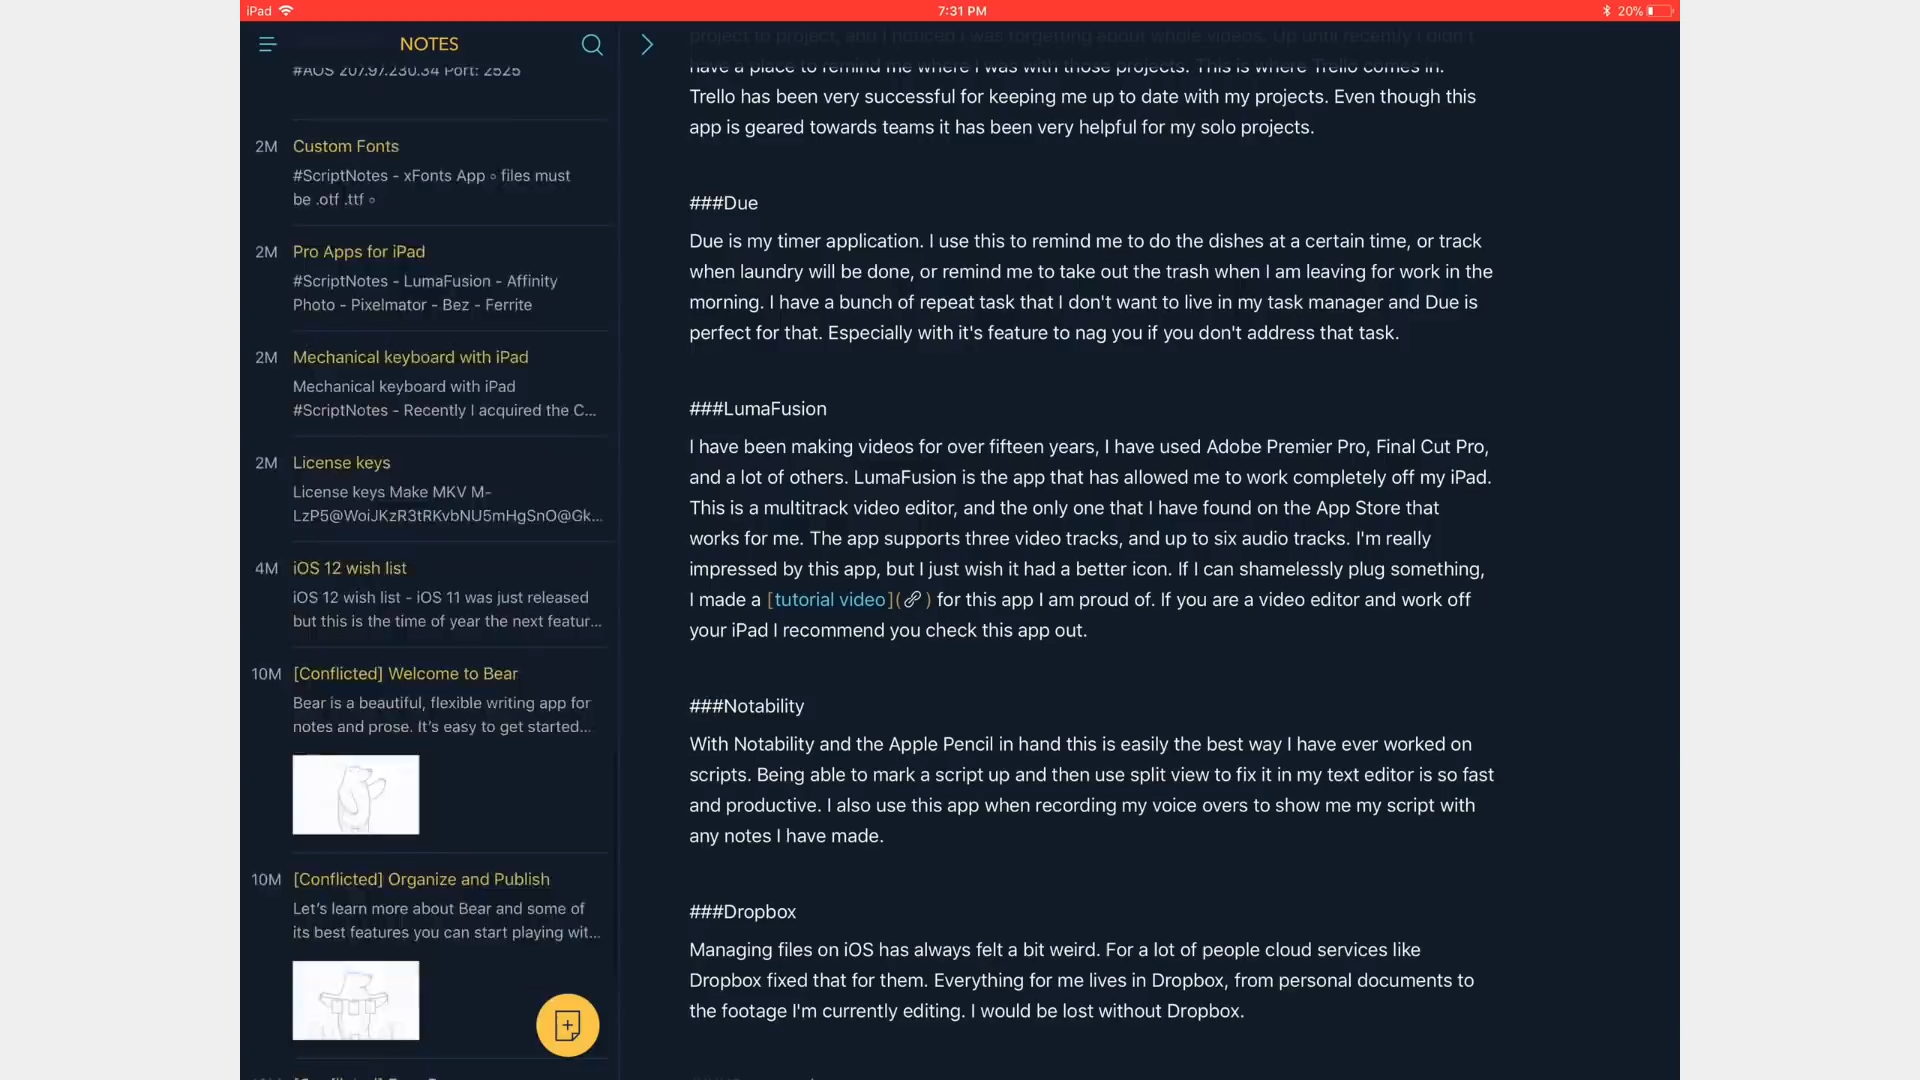 iPad
7:31 PM
20%
NOTES
#AOS 207.97.230.34 Port: 2525
2M Custom Fonts
#ScriptNotes - xFonts App ◦ files must
be .otf .ttf ◦
2M Pro Apps for iPad
#ScriptNotes - LumaFusion - Affinity
Photo - Pixelmator - Bez - Ferrite
2M Mechanical keyboard with iPad
Mechanical keyboard with iPad
#ScriptNotes - Recently I acquired the C...
2M License keys
License keys Make MKV M-
LzP5@WoiJKzR3tRKvbNU5mHgSnO@Gk...
4M iOS 12 wish list
iOS 12 wish list - iOS 11 was just released
but this is the time of year the next featur...
10M [Conflicted] Welcome to Bear
Bear is a beautiful, flexible writing app for
notes and prose. It's easy to get started...
10M [Conflicted] Organize and Publish
Let's learn more about Bear and some of
its best features you can start playing wit...
project to project, and I noticed I was forgetting about whole videos. Up until recently I didn't
have a place to remind me where I was with those projects. This is where Trello comes in.
Trello has been very successful for keeping me up to date with my projects. Even though this
app is geared towards teams it has been very helpful for my solo projects.
###Due
Due is my timer application. I use this to remind me to do the dishes at a certain time, or track
when laundry will be done, or remind me to take out the trash when I am leaving for work in the
morning. I have a bunch of repeat task that I don't want to live in my task manager and Due is
perfect for that. Especially with it's feature to nag you if you don't address that task.
###LumaFusion
I have been making videos for over fifteen years, I have used Adobe Premier Pro, Final Cut Pro,
and a lot of others. LumaFusion is the app that has allowed me to work completely off my iPad.
This is a multitrack video editor, and the only one that I have found on the App Store that
works for me. The app supports three video tracks, and up to six audio tracks. I'm really
impressed by this app, but I just wish it had a better icon. If I can shamelessly plug something,
I made a [tutorial video]( ) for this app I am proud of. If you are a video editor and work off
your iPad I recommend you check this app out.
###Notability
With Notability and the Apple Pencil in hand this is easily the best way I have ever worked on
scripts. Being able to mark a script up and then use split view to fix it in my text editor is so fast
and productive. I also use this app when recording my voice overs to show me my script with
any notes I have made.
###Dropbox
Managing files on iOS has always felt a bit weird. For a lot of people cloud services like
Dropbox fixed that for them. Everything for me lives in Dropbox, from personal documents to
the footage I'm currently editing. I would be lost without Dropbox.